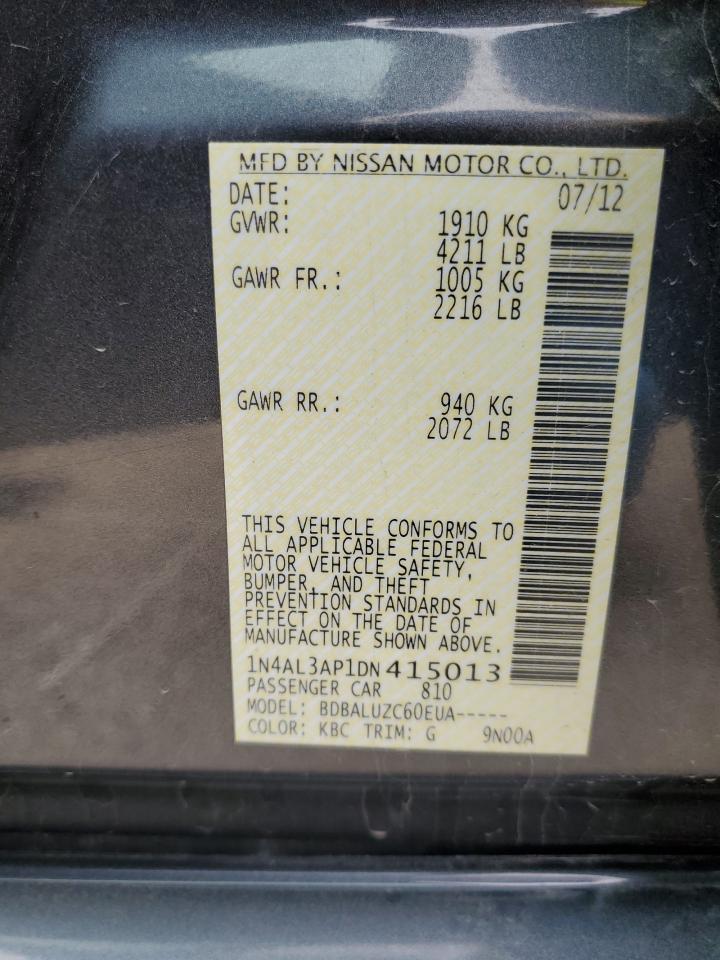 MFD BY NISSAN MOTOR CO., LTD.
DATE: 07/12
GVWR: 1910 KG
4211 LB
GAWR FR.: 1005 KG
2216 LB
GAWR RR.: 940 KG
2072 LB
THIS VEHICLE CONFORMS TO
ALL APPLICABLE FEDERAL
MOTOR VEHICLE SAFETY,
BUMPER, AND THEFT
PREVENTION STANDARDS IN
EFFECT ON THE DATE OF
MANUFACTURE SHOWN ABOVE.
1N4AL3AP1DN415013
PASSENGER CAR 810
MODEL: BDBALUZC60EUA-----
COLOR: KBC TRIM: G 9N00A